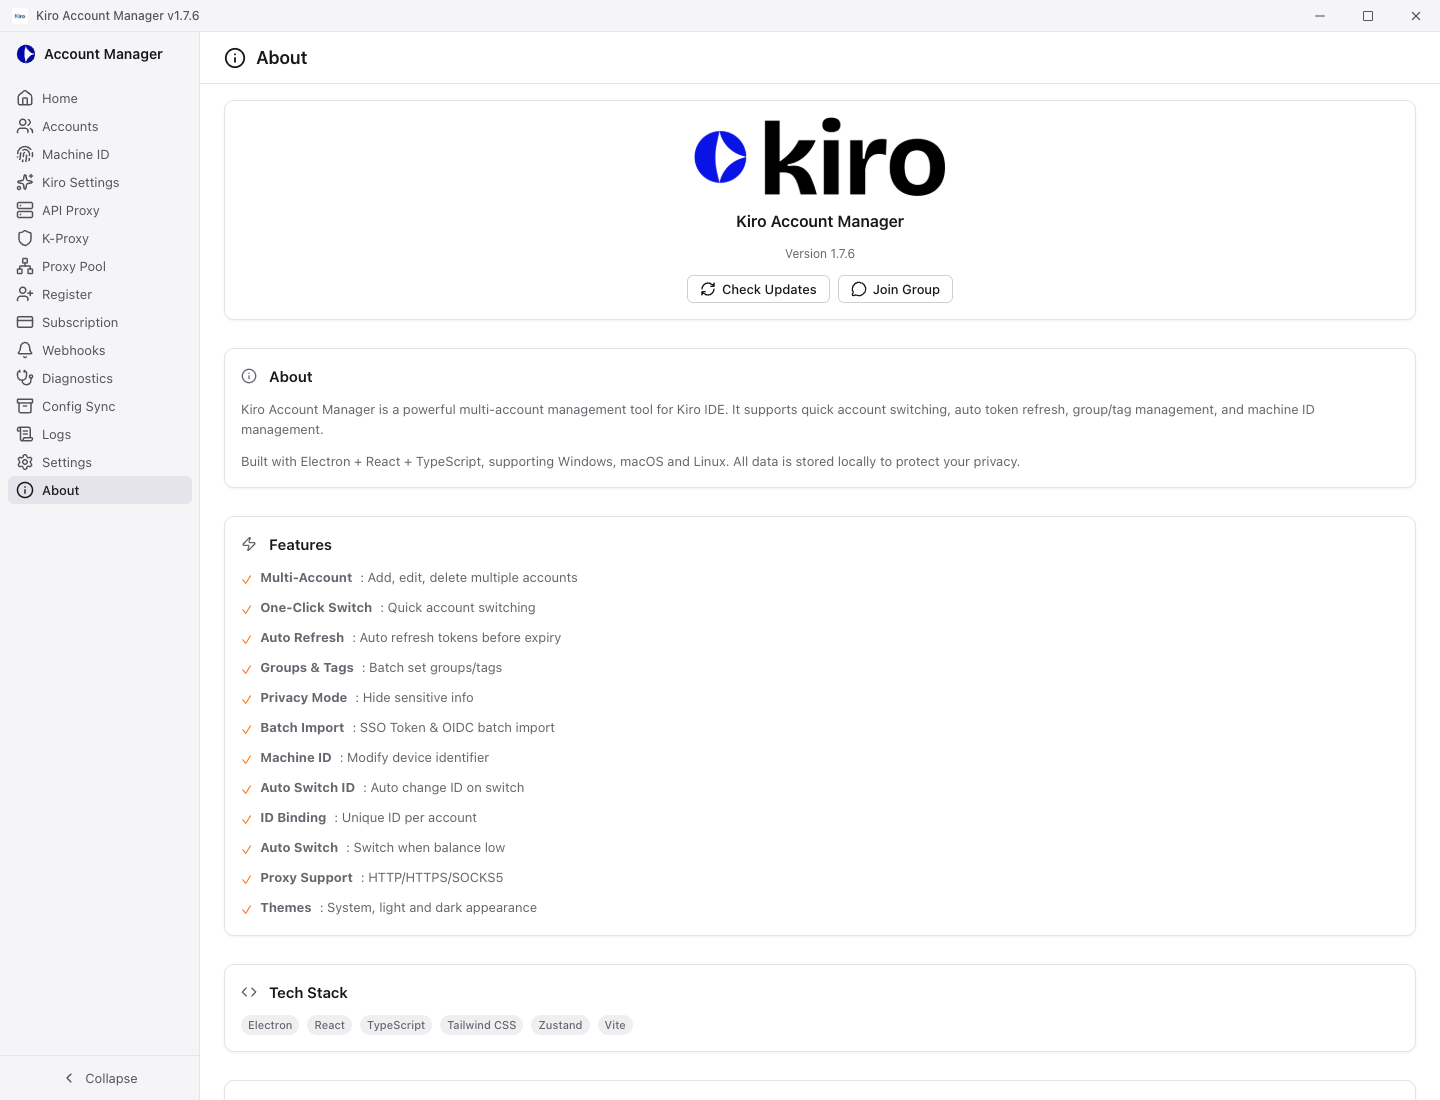 Kiro Account Manager v1.7.6
Account Manager
Home
Accounts
Machine ID
Kiro Settings
API Proxy
K-Proxy
Proxy Pool
Register
Subscription
Webhooks
Diagnostics
Config Sync
Logs
Settings
About
Collapse
About
kiro
Kiro Account Manager
Version 1.7.6
Check Updates
Join Group
About
Kiro Account Manager is a powerful multi-account management tool for Kiro IDE. It supports quick account switching, auto token refresh, group/tag management, and machine ID
management.
Built with Electron + React + TypeScript, supporting Windows, macOS and Linux. All data is stored locally to protect your privacy.
Features
Multi-Account : Add, edit, delete multiple accounts
One-Click Switch : Quick account switching
Auto Refresh : Auto refresh tokens before expiry
Groups & Tags : Batch set groups/tags
Privacy Mode : Hide sensitive info
Batch Import : SSO Token & OIDC batch import
Machine ID : Modify device identifier
Auto Switch ID : Auto change ID on switch
ID Binding : Unique ID per account
Auto Switch : Switch when balance low
Proxy Support : HTTP/HTTPS/SOCKS5
Themes : System, light and dark appearance
Tech Stack
Electron
React
TypeScript
Tailwind CSS
Zustand
Vite